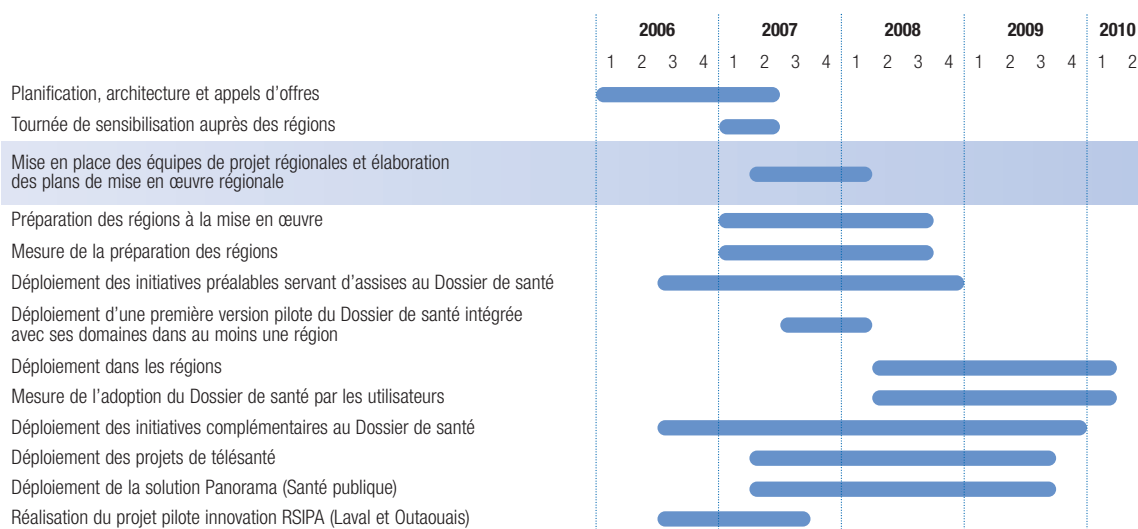 2006 2007 2008 2009 2010
1 2 3 4 1 2 3 4 1 2 3 4 1 2 3 4 1 2
Planification, architecture et appels d’offres
Tournée de sensibilisation auprès des régions
Mise en place des équipes de projet régionales et élaboration
des plans de mise en œuvre régionale
Préparation des régions à la mise en œuvre
Mesure de la préparation des régions
Déploiement des initiatives préalables servant d’assises au Dossier de santé
Déploiement d’une première version pilote du Dossier de santé intégrée
avec ses domaines dans au moins une région
Déploiement dans les régions
Mesure de l’adoption du Dossier de santé par les utilisateurs
Déploiement des initiatives complémentaires au Dossier de santé
Déploiement des projets de télésanté
Déploiement de la solution Panorama (Santé publique)
Réalisation du projet pilote innovation RSIPA (Laval et Outaouais)